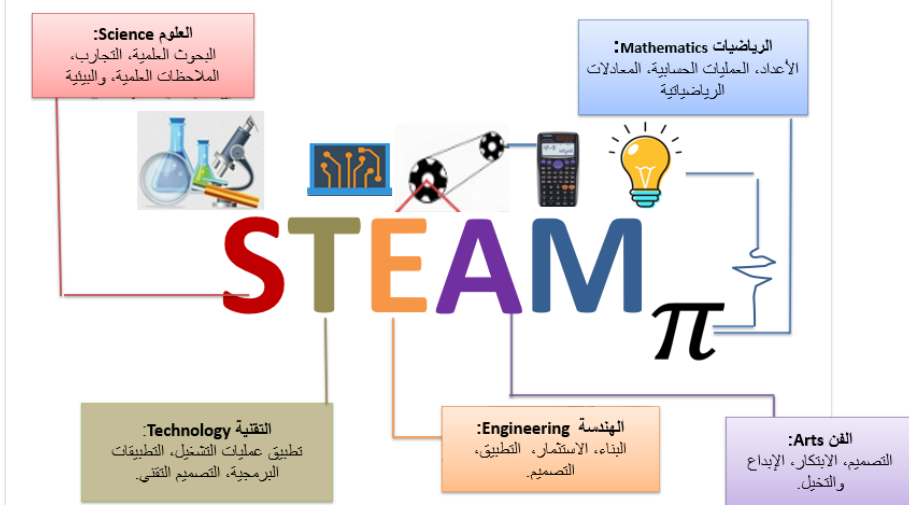 العلوم Science:
البحوث العلمية، التجارب،
الملاحظات العلمية، والبيئية
الرياضيات Mathematics:
الأعداد، العمليات الحسابية، المعادلات
الرياضياتية
STEAM
π
التقنية Technology:
تطبيق عمليات التشغيل، التطبيقات
البرمجية، التصميم التقني.
الهندسة Engineering:
البناء، الاستثمار، التطبيق،
التصميم.
الفن Arts:
التصميم، الابتكار، الإبداع
والتخيل.